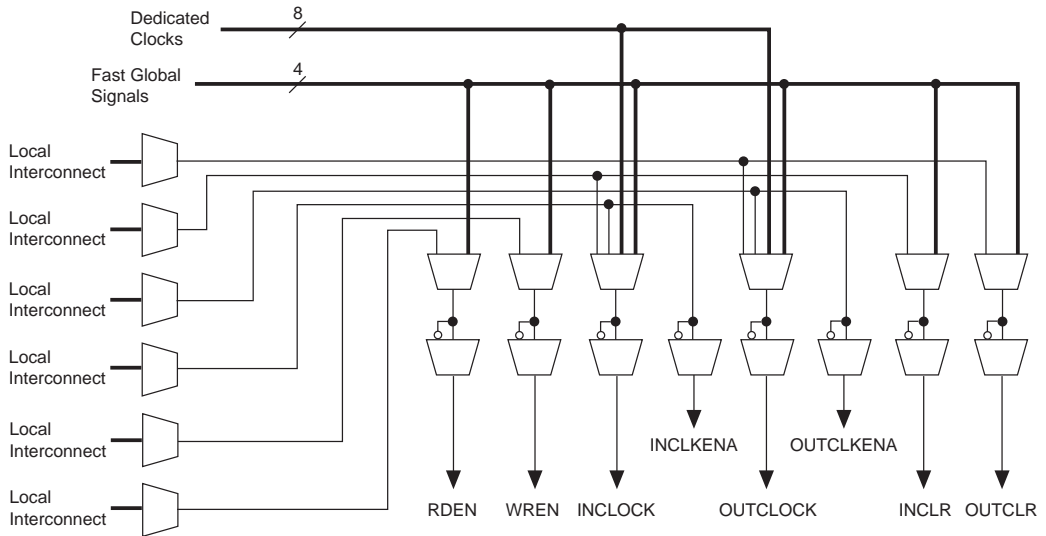 Dedicated
Clocks
8
Fast Global
Signals
4
Local
Interconnect
Local
Interconnect
Local
Interconnect
Local
Interconnect
Local
Interconnect
Local
Interconnect
INCLKENA
OUTCLKENA
RDEN
WREN
INCLOCK
OUTCLOCK
INCLR
OUTCLR